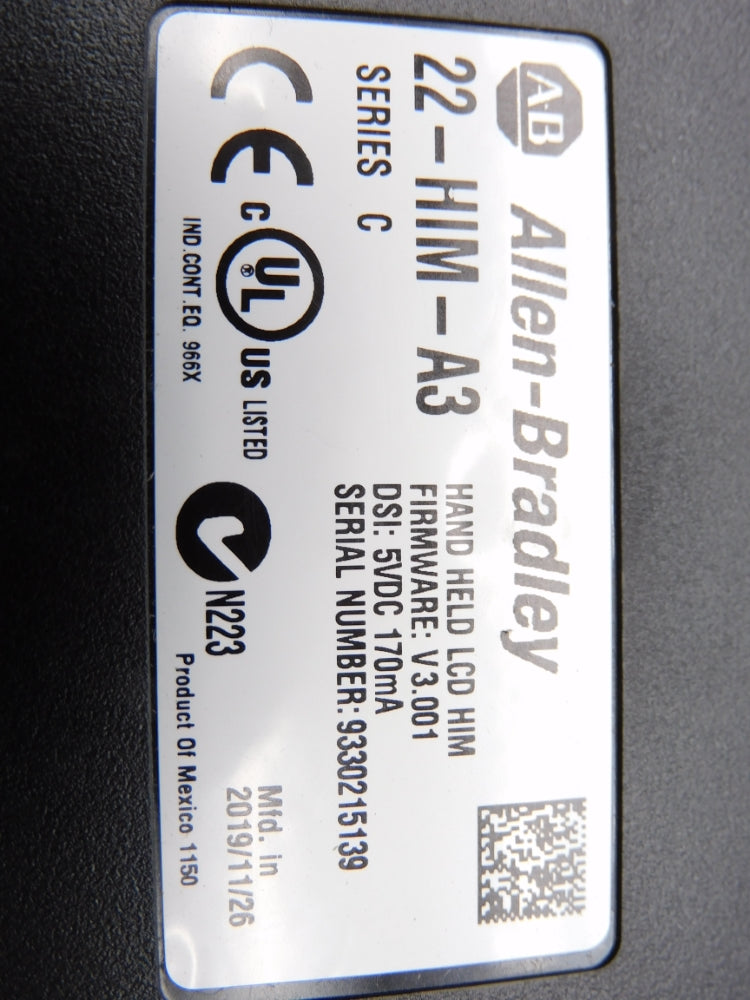 AB
Allen-Bradley
22-HIM-A3
SERIES C
HAND HELD LCD HIM
FIRMWARE: V 3.001
DSI: 5VDC 170mA
SERIAL NUMBER: 9330215139
CE
C UL US LISTED
IND.CONT.EQ. 966X
N223
Mfd. in
2019/11/26
Product Of Mexico 1150